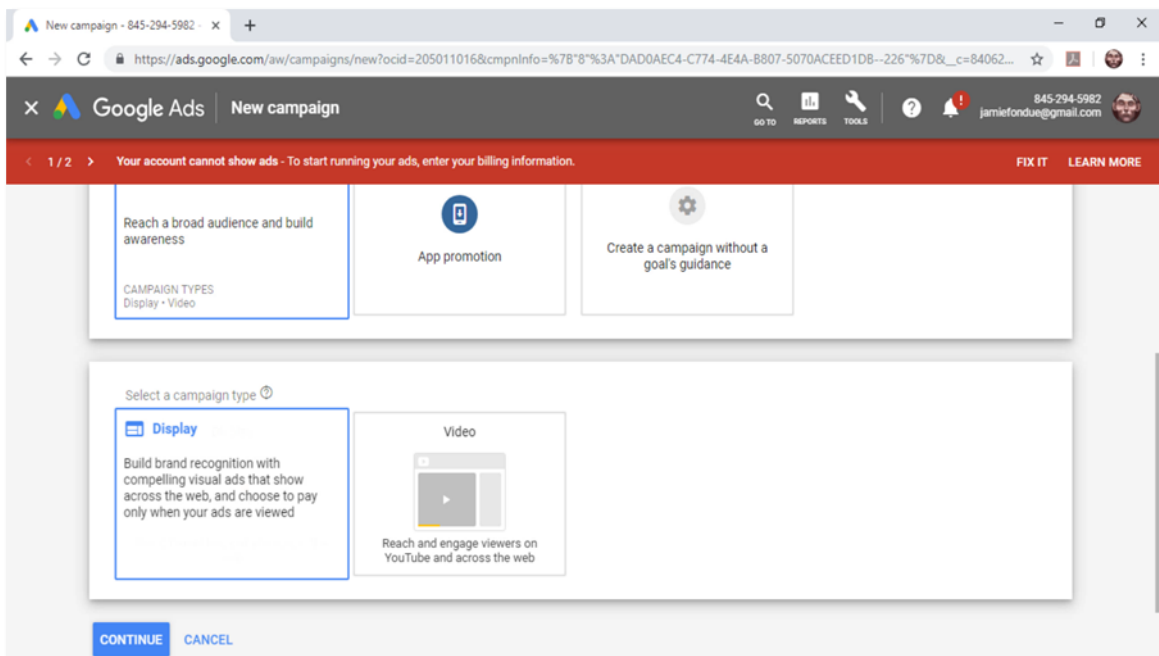 New campaign - 845-294-5982 -
https://ads.google.com/aw/campaigns/new?ocid=205011016&cmpnInfo=%7B"8"%3A"DAD0AEC4-C774-4E4A-B807-5070ACEED1DB--226"%7D&__c=84062...
Google Ads New campaign
GO TO
REPORTS
TOOLS
845-294-5982
jamiefondue@gmail.com
1 / 2 Your account cannot show ads - To start running your ads, enter your billing information. FIX IT LEARN MORE
Reach a broad audience and build
awareness
CAMPAIGN TYPES
Display • Video
App promotion
Create a campaign without a
goal's guidance
Select a campaign type
Display
Build brand recognition with
compelling visual ads that show
across the web, and choose to pay
only when your ads are viewed
Video
Reach and engage viewers on
YouTube and across the web
CONTINUE CANCEL